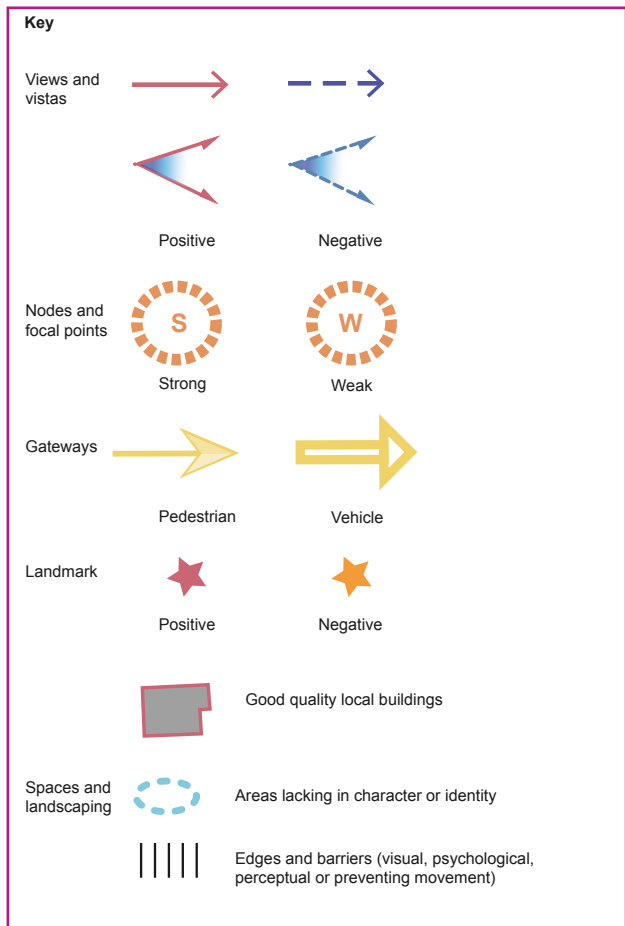 Key
Views and
vistas
Positive
Negative
Nodes and
focal points
S
W
Strong
Weak
Gateways
Pedestrian
Vehicle
Landmark
Positive
Negative
Good quality local buildings
Spaces and
landscaping
Areas lacking in character or identity
Edges and barriers (visual, psychological,
perceptual or preventing movement)